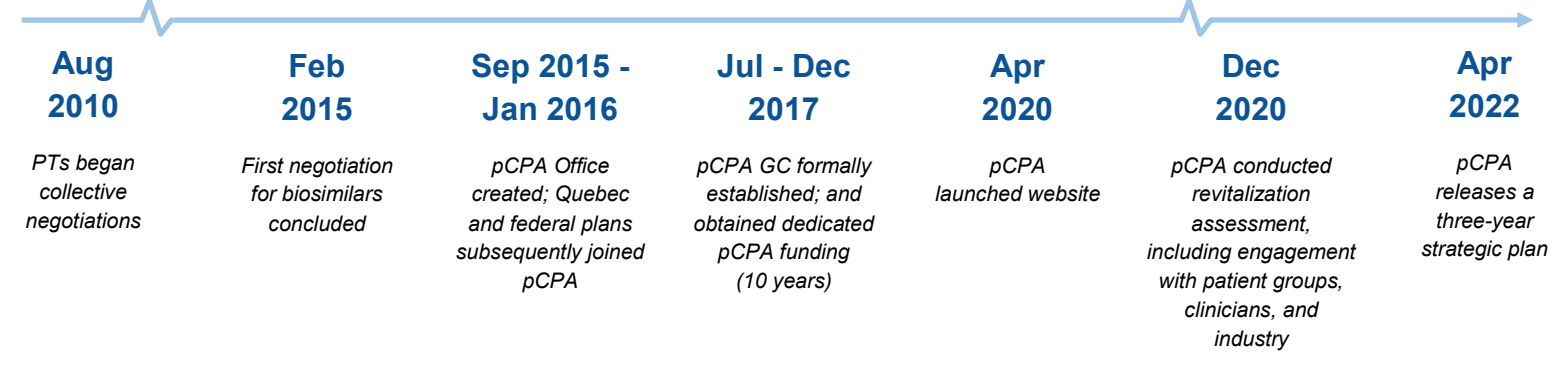 Aug
2010
PTs began
collective
negotiations
Feb
2015
First negotiation
for biosimilars
concluded
Sep 2015 -
Jan 2016
pCPA Office
created; Quebec
and federal plans
subsequently joined
pCPA
Jul - Dec
2017
pCPA GC formally
established; and
obtained dedicated
pCPA funding
(10 years)
Apr
2020
pCPA
launched website
Dec
2020
pCPA conducted
revitalization
assessment,
including engagement
with patient groups,
clinicians, and
industry
Apr
2022
pCPA
releases a
three-year
strategic plan